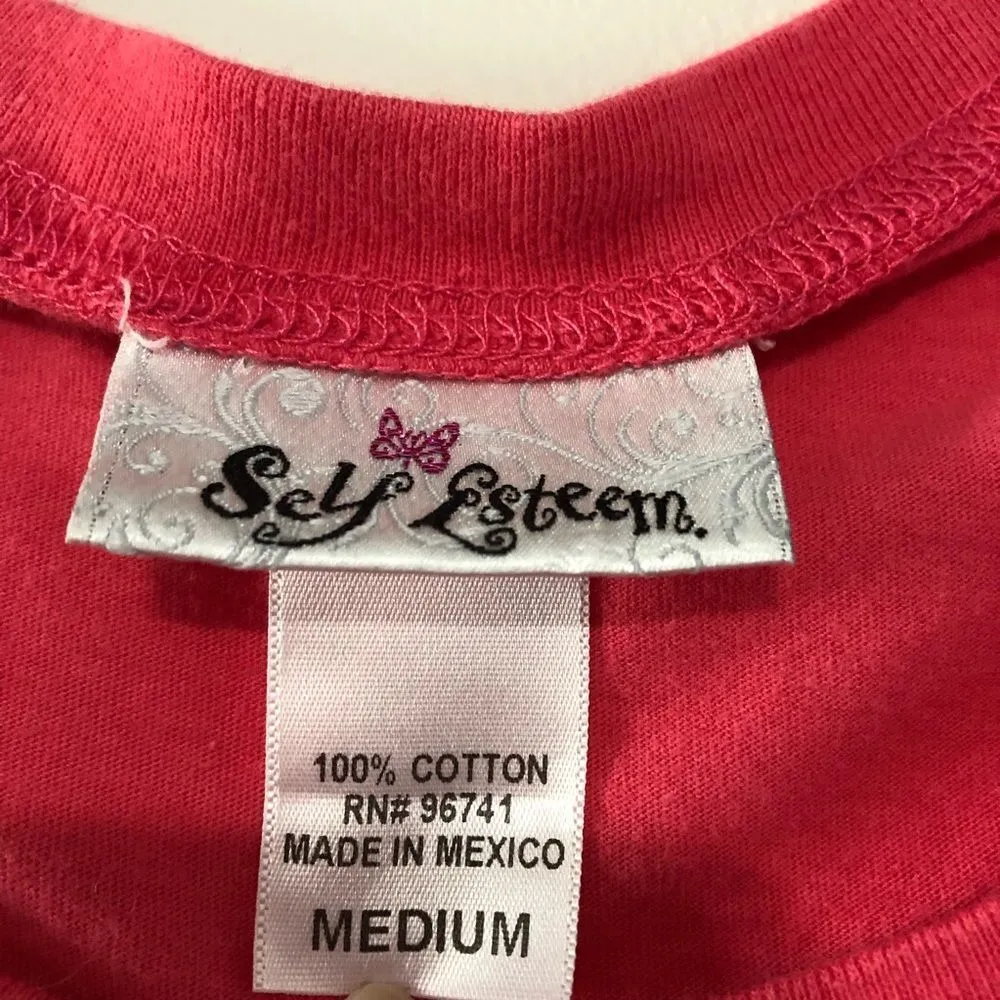 Self Esteem.
100% COTTON
RN# 96741
MADE IN MEXICO
MEDIUM